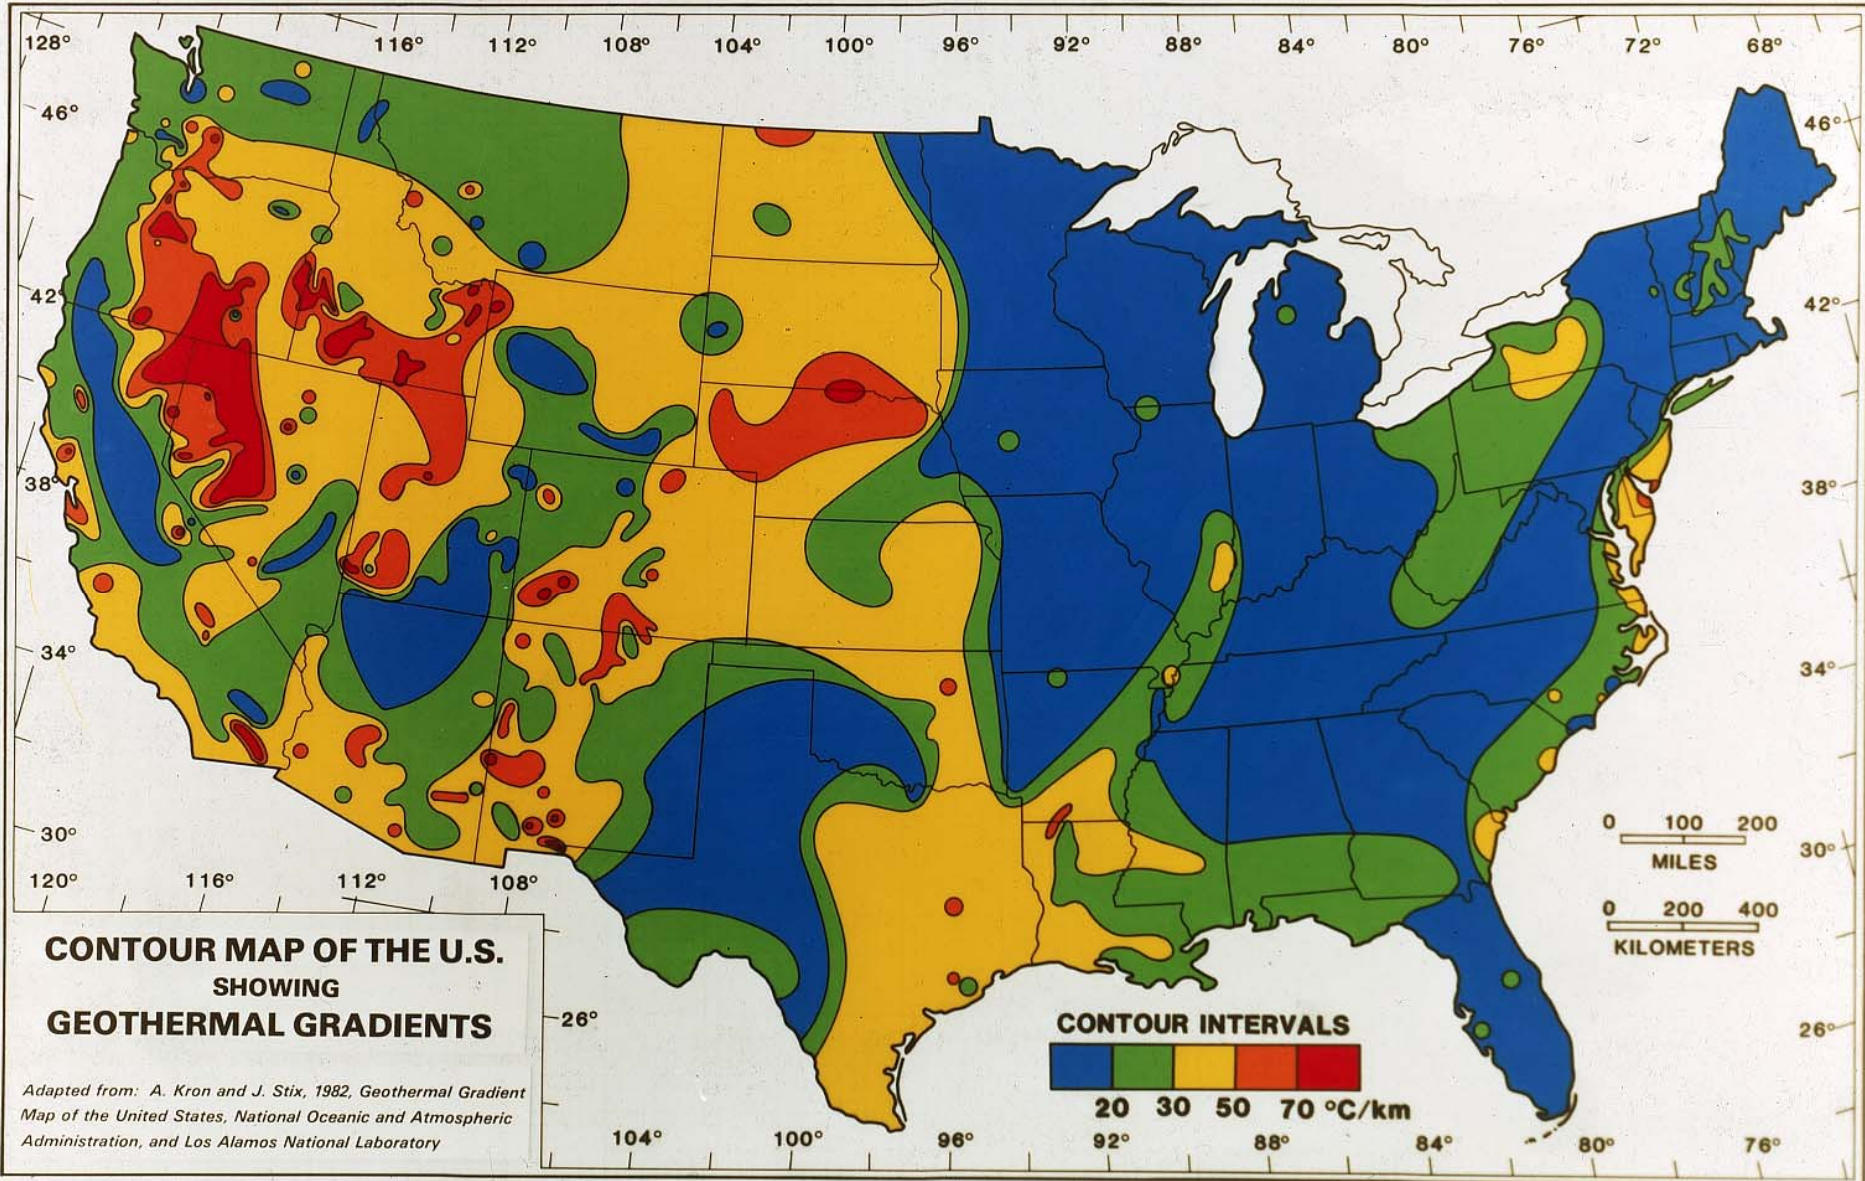 128° 116° 112° 108° 104° 100° 96° 92° 88° 84° 80° 76° 72° 68°
46° 46°
42° 42°
38° 38°
34° 34°
30° 30°
0 100 200
MILES
120° 116° 112° 108°
0 200 400
KILOMETERS
CONTOUR MAP OF THE U.S.
SHOWING
GEOTHERMAL GRADIENTS
26° 26°
CONTOUR INTERVALS
20 30 50 70 °C/km
Adapted from: A. Kron and J. Stix, 1982, Geothermal Gradient
Map of the United States, National Oceanic and Atmospheric
Administration, and Los Alamos National Laboratory
104° 100° 96° 92° 88° 84° 80° 76°